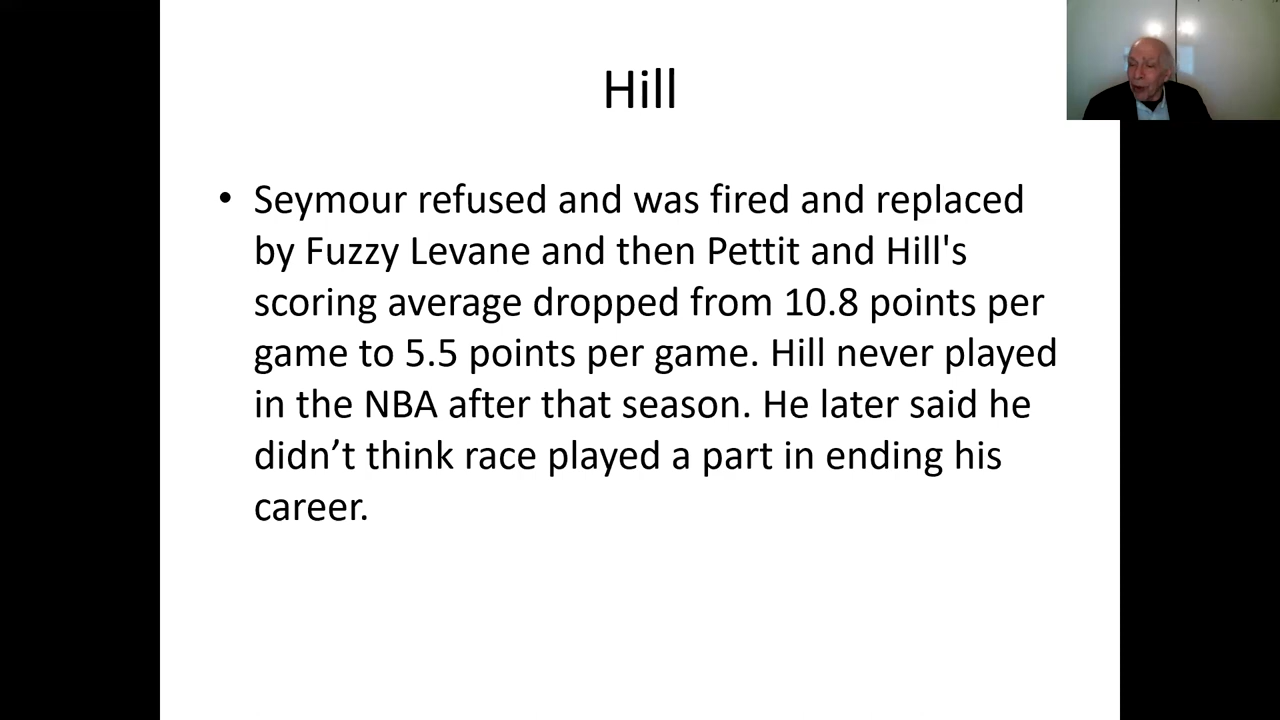 Hill
• Seymour refused and was fired and replaced
by Fuzzy Levane and then Pettit and Hill's
scoring average dropped from 10.8 points per
game to 5.5 points per game. Hill never played
in the NBA after that season. He later said he
didn’t think race played a part in ending his
career.